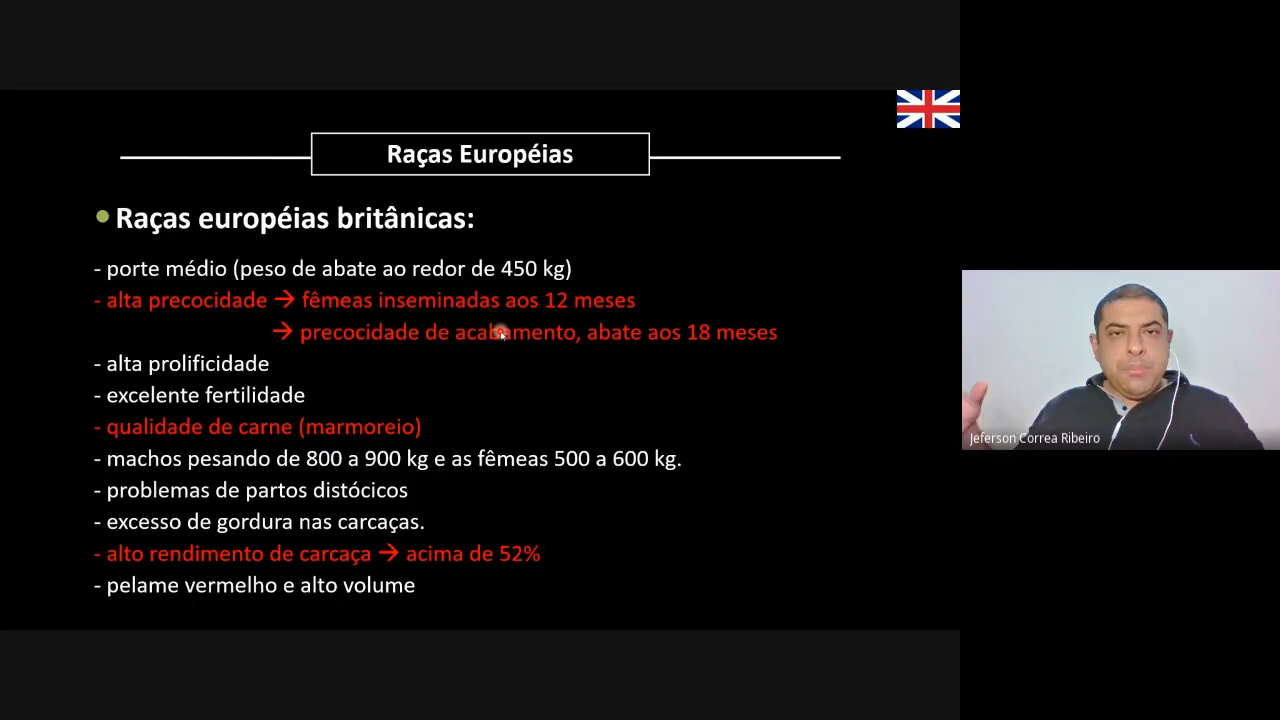 Raças Européias
Raças européias britânicas:
- porte médio (peso de abate ao redor de 450 kg)
- alta precocidade → fêmeas inseminadas aos 12 meses
→ precocidade de acabamento, abate aos 18 meses
- alta prolificidade
- excelente fertilidade
- qualidade de carne (marmoreio)
- machos pesando de 800 a 900 kg e as fêmeas 500 a 600 kg.
- problemas de partos distócicos
- excesso de gordura nas carcaças.
- alto rendimento de carcaça → acima de 52%
- pelame vermelho e alto volume
Jeferson Correa Ribeiro